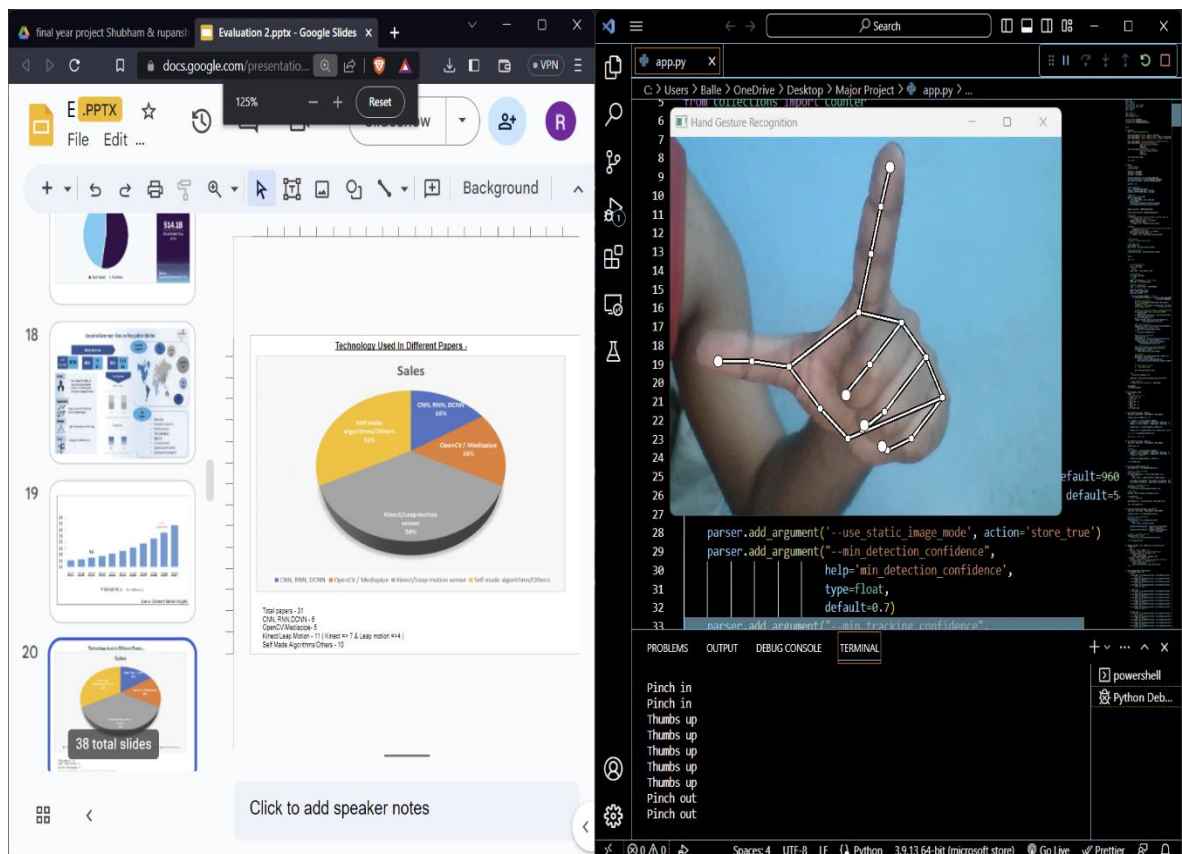 final year project Shubham & rupansh
Evaluation 2.pptx - Google Slides
docs.google.com/presentatio...
VPN
125%
Reset
E .PPTX
File Edit ...
R
Background
$14.1B
18
19
20
Technology Used In Different Papers -
Sales
CNN, RNN, DCNN
16%
OpenCV / Mediapipe
16%
Self made
algorithms/Others
32%
Kinect/Leap motion
sensor
CNN, RNN, DCNN OpenCV / Mediapipe Kinect/Leap motion sensor Self made algorithms/Others
Total papers - 31
OpenCV/Mediapipe- 5
Kinect/Leap Motion - 11 ( Kinect => 7 & Leap motion =>4 )
Self Made Algorithms/Others - 10
Sales
38 total slides
Click to add speaker notes
Search
app.py
C: > Users > Balle > OneDrive > Desktop > Major Project > app.py > ...
5 from collections import Counter
6
Hand Gesture Recognition
7
8
9
10
11
12
13
14
15
16
17
18
19
20
21
22
23
24
25 efault=960
26 default=5
27
28 parser.add_argument('--use_static_image_mode', action='store_true')
29 parser.add_argument("--min_detection_confidence",
30 help='min_detection_confidence',
31 type=float,
32 default=0.7)
33 parser.add_argument("--min_tracking_confidence",
PROBLEMS OUTPUT DEBUG CONSOLE TERMINAL
powershell
Python Deb...
Pinch in
Pinch in
Thumbs up
Thumbs up
Thumbs up
Thumbs up
Thumbs up
Pinch out
Pinch out
0 0 Spaces: 4 UTF-8 LF Python 3.9.13 64-bit (microsoft store) Go Live Prettier